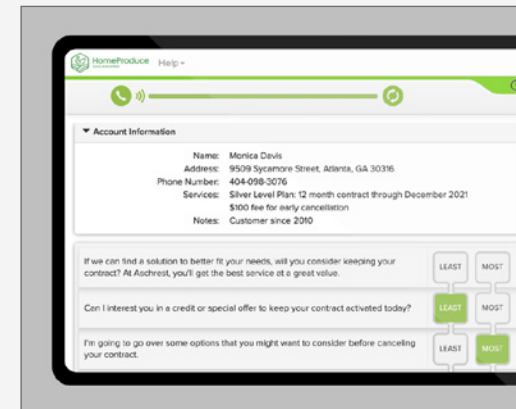 HomeProduce
Help
Account Information
Name: Monica Davis
Address: 9509 Sycamore Street, Atlanta, GA 30316
Phone Number: 404-098-3076
Services: Silver Level Plan: 12 month contract through December 2021
$100 fee for early cancellation
Notes: Customer since 2010
If we can find a solution to better fit your needs, will you consider keeping your
contract? At Aschrest, you'll get the best service at a great value.
LEAST MOST
Can I interest you in a credit or special offer to keep your contract activated today?
LEAST MOST
I'm going to go over some options that you might want to consider before canceling
your contract.
LEAST MOST